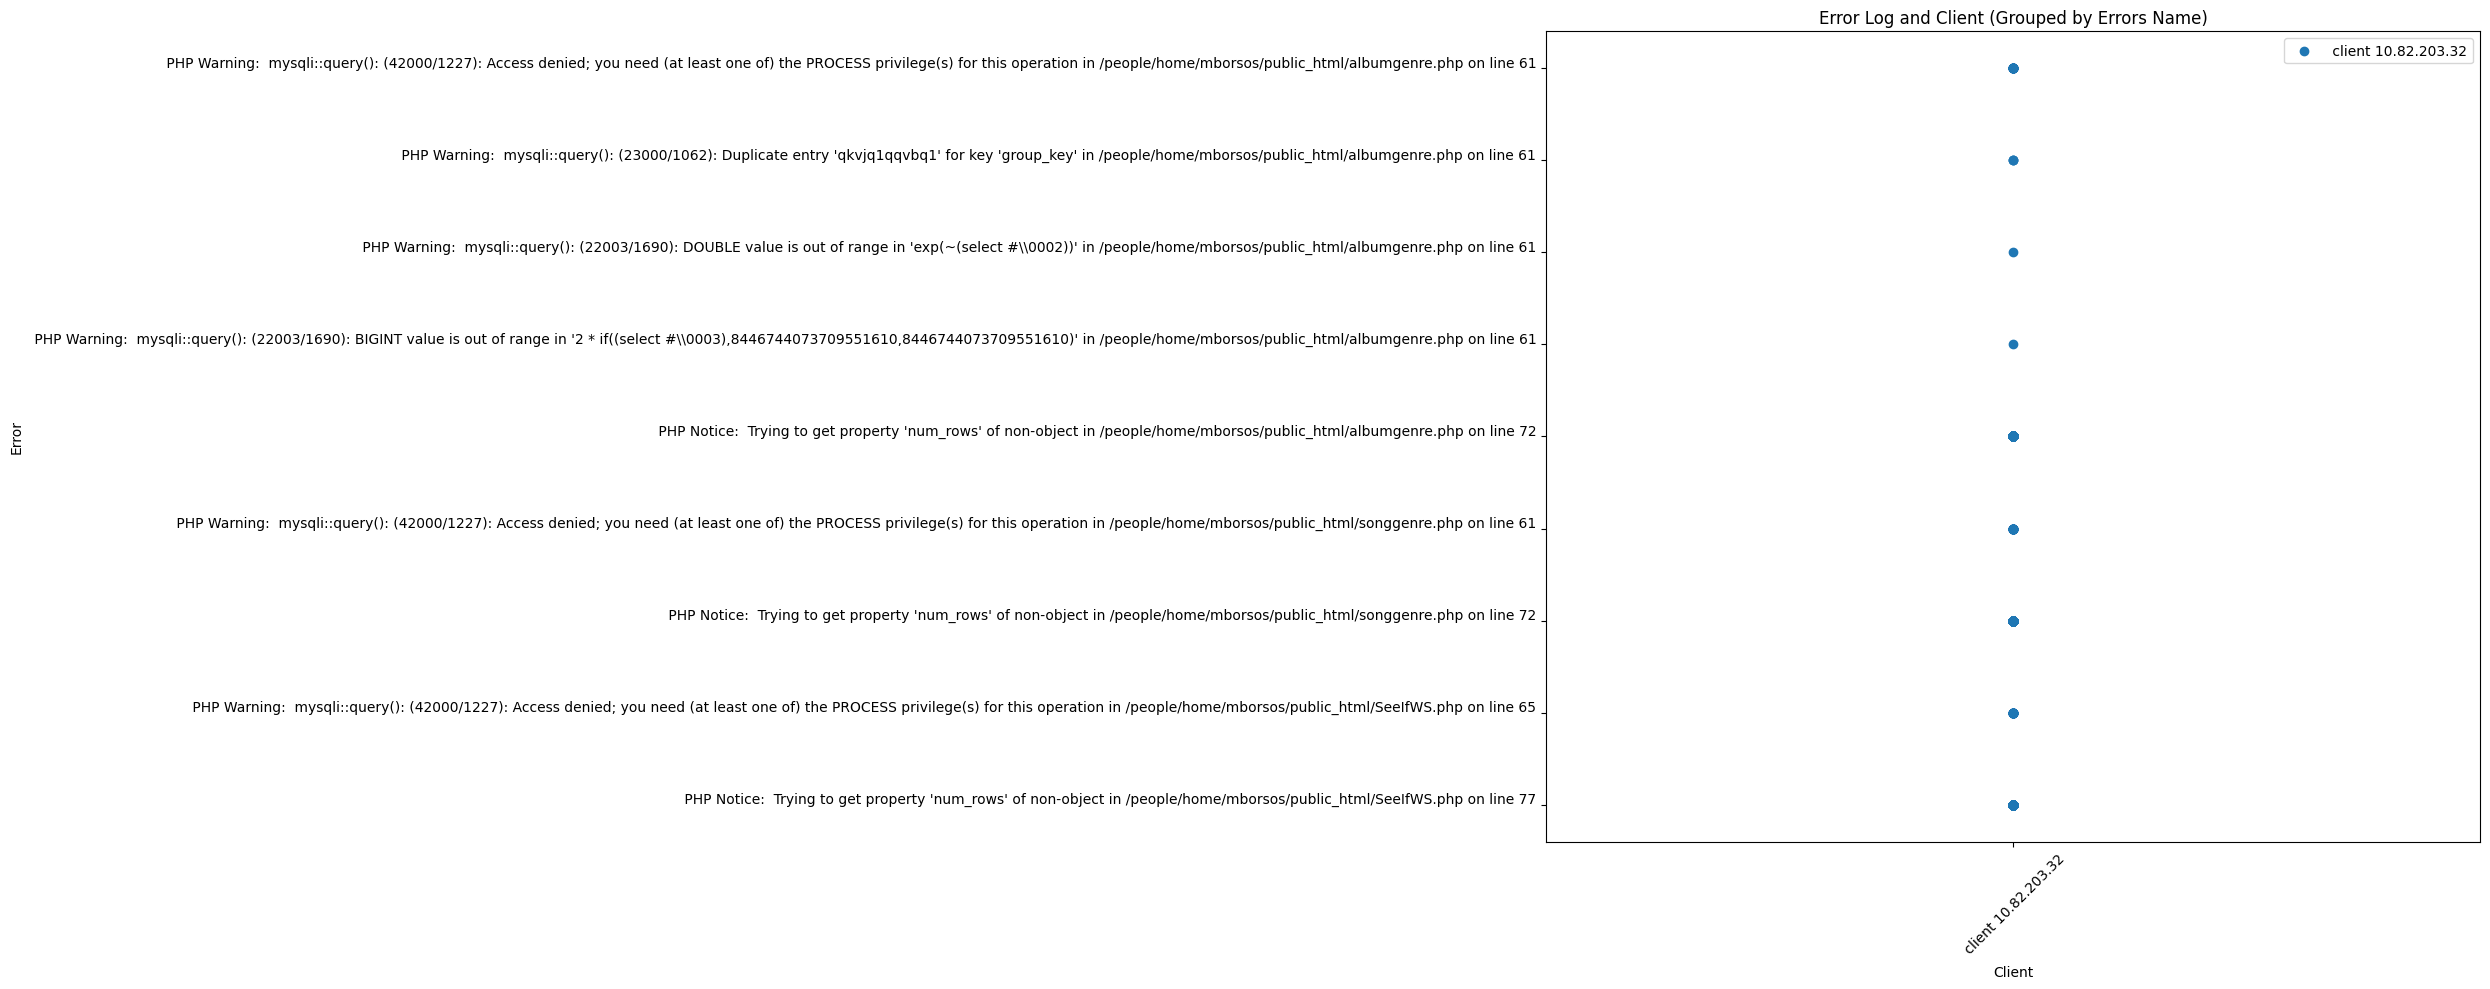 Error Log and Client (Grouped by Errors Name)
client 10.82.203.32
PHP Warning:  mysqli::query(): (42000/1227): Access denied; you need (at least one of) the PROCESS privilege(s) for this operation in /people/home/mborsos/public_html/albumgenre.php on line 61
PHP Warning:  mysqli::query(): (23000/1062): Duplicate entry 'qkvjq1qqvbq1' for key 'group_key' in /people/home/mborsos/public_html/albumgenre.php on line 61
PHP Warning:  mysqli::query(): (22003/1690): DOUBLE value is out of range in 'exp(~(select #\\0002))' in /people/home/mborsos/public_html/albumgenre.php on line 61
PHP Warning:  mysqli::query(): (22003/1690): BIGINT value is out of range in '2 * if((select #\\0003),8446744073709551610,8446744073709551610)' in /people/home/mborsos/public_html/albumgenre.php on line 61
PHP Notice:  Trying to get property 'num_rows' of non-object in /people/home/mborsos/public_html/albumgenre.php on line 72
PHP Warning:  mysqli::query(): (42000/1227): Access denied; you need (at least one of) the PROCESS privilege(s) for this operation in /people/home/mborsos/public_html/songgenre.php on line 61
PHP Notice:  Trying to get property 'num_rows' of non-object in /people/home/mborsos/public_html/songgenre.php on line 72
PHP Warning:  mysqli::query(): (42000/1227): Access denied; you need (at least one of) the PROCESS privilege(s) for this operation in /people/home/mborsos/public_html/SeeIfWS.php on line 65
PHP Notice:  Trying to get property 'num_rows' of non-object in /people/home/mborsos/public_html/SeeIfWS.php on line 77
Error
client 10.82.203.32
Client